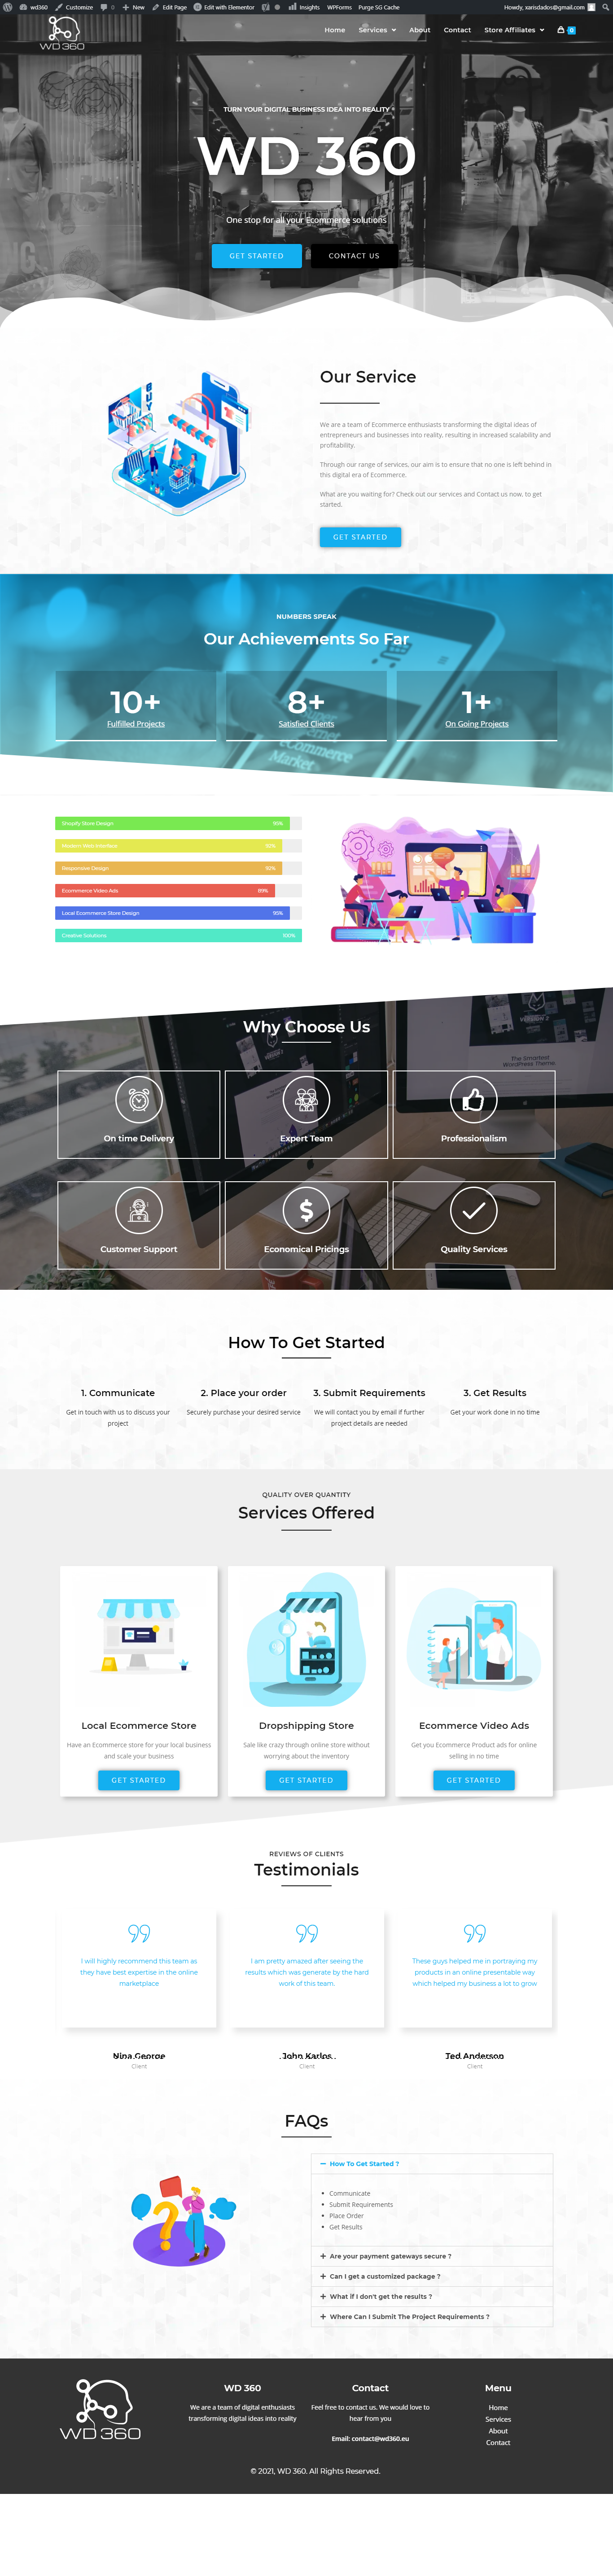 wd360 Customize 0 New Edit Page Edit with Elementor Insights WPForms Purge SG Cache Howdy, xarisdados@gmail.com
WD 360
Home Services About Contact Store Affiliates 0
TURN YOUR DIGITAL BUSINESS IDEA INTO REALITY
WD 360
One stop for all your Ecommerce solutions
GET STARTED CONTACT US
BUY
Our Service
We are a team of Ecommerce enthusiasts transforming the digital ideas of
entrepreneurs and businesses into reality, resulting in increased scalability and
profitability.
Through our range of services, our aim is to ensure that no one is left behind in
this digital era of Ecommerce.
What are you waiting for? Check out our services and Contact us now, to get
started.
GET STARTED
NUMBERS SPEAK
Our Achievements So Far
10+ 8+ 1+
Fulfilled Projects Satisfied Clients On Going Projects
eCommerce
Market
Shopify Store Design 95%
Modern Web Interface 92%
Responsive Design 92%
Ecommerce Video Ads 89%
Local Ecommerce Store Design 95%
Creative Solutions 100%
Why Choose Us
The Smartest
WordPress Theme
On time Delivery Expert Team Professionalism
Customer Support Economical Pricings Quality Services
How To Get Started
1. Communicate
Get in touch with us to discuss your
project
2. Place your order
Securely purchase your desired service
3. Submit Requirements
We will contact you by email if further
project details are needed
3. Get Results
Get your work done in no time
QUALITY OVER QUANTITY
Services Offered
Local Ecommerce Store
Have an Ecommerce store for your local business
and scale your business
GET STARTED
Dropshipping Store
Sale like crazy through online store without
worrying about the inventory
GET STARTED
Ecommerce Video Ads
Get you Ecommerce Product ads for online
selling in no time
GET STARTED
REVIEWS OF CLIENTS
Testimonials
I will highly recommend this team as
they have best expertise in the online
marketplace
Nina George
Client
I am pretty amazed after seeing the
results which was generate by the hard
work of this team.
John Karlos
Client
These guys helped me in portraying my
products in an online presentable way
which helped my business a lot to grow
Ted Anderson
Client
FAQs
How To Get Started ?
Communicate
Submit Requirements
Place Order
Get Results
Are your payment gateways secure ?
Can I get a customized package ?
What if I don't get the results ?
Where Can I Submit The Project Requirements ?
WD 360
WD 360
We are a team of digital enthusiasts
transforming digital ideas into reality
Contact
Feel free to contact us. We would love to
hear from you
Email: contact@wd360.eu
Menu
Home
Services
About
Contact
© 2021, WD 360. All Rights Reserved.